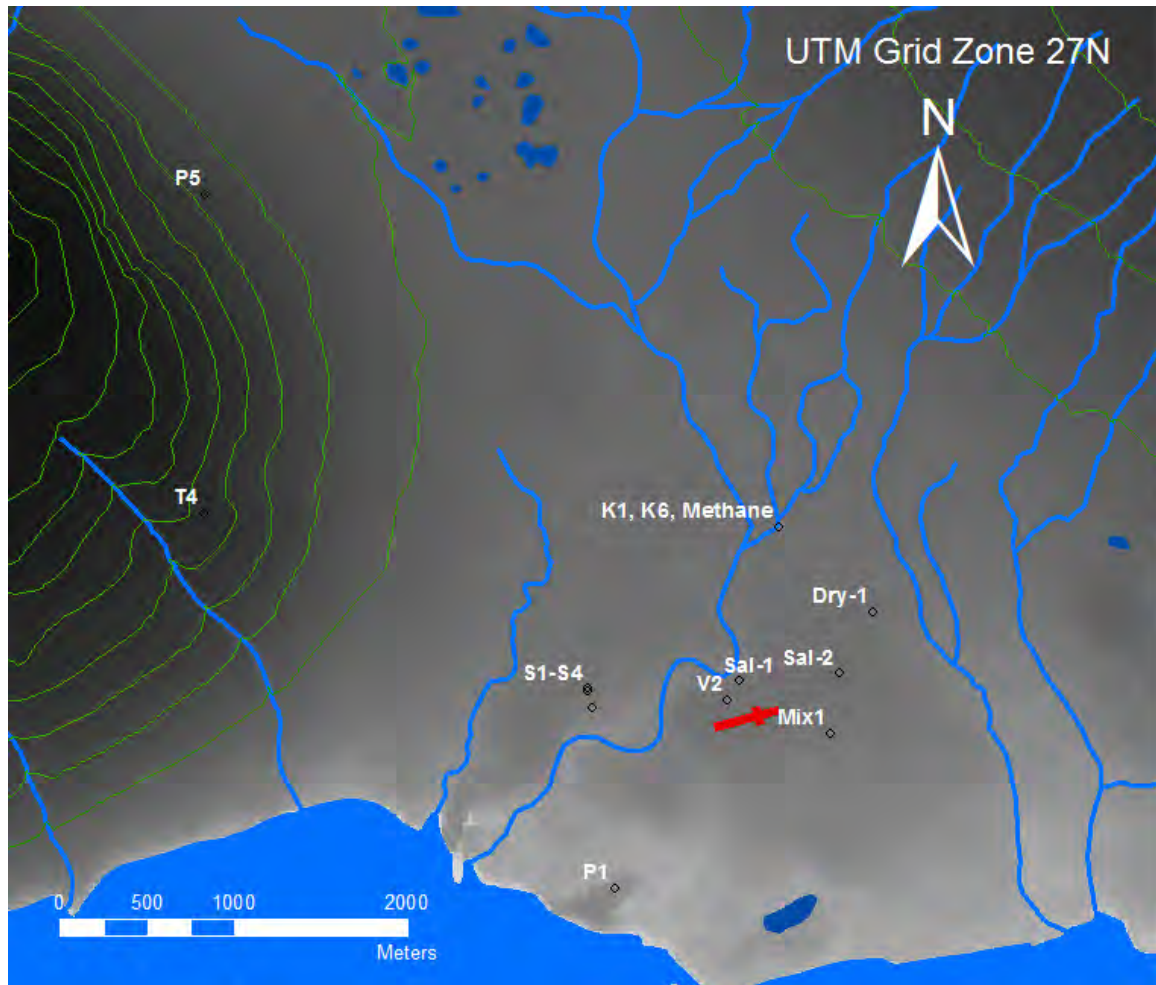 UTM Grid Zone 27N
N
P5
T4
K1, K6, Methane
Dry-1
S1-S4
Sal-1
Sal-2
V2
Mix1
P1
0 500 1000 2000
Meters